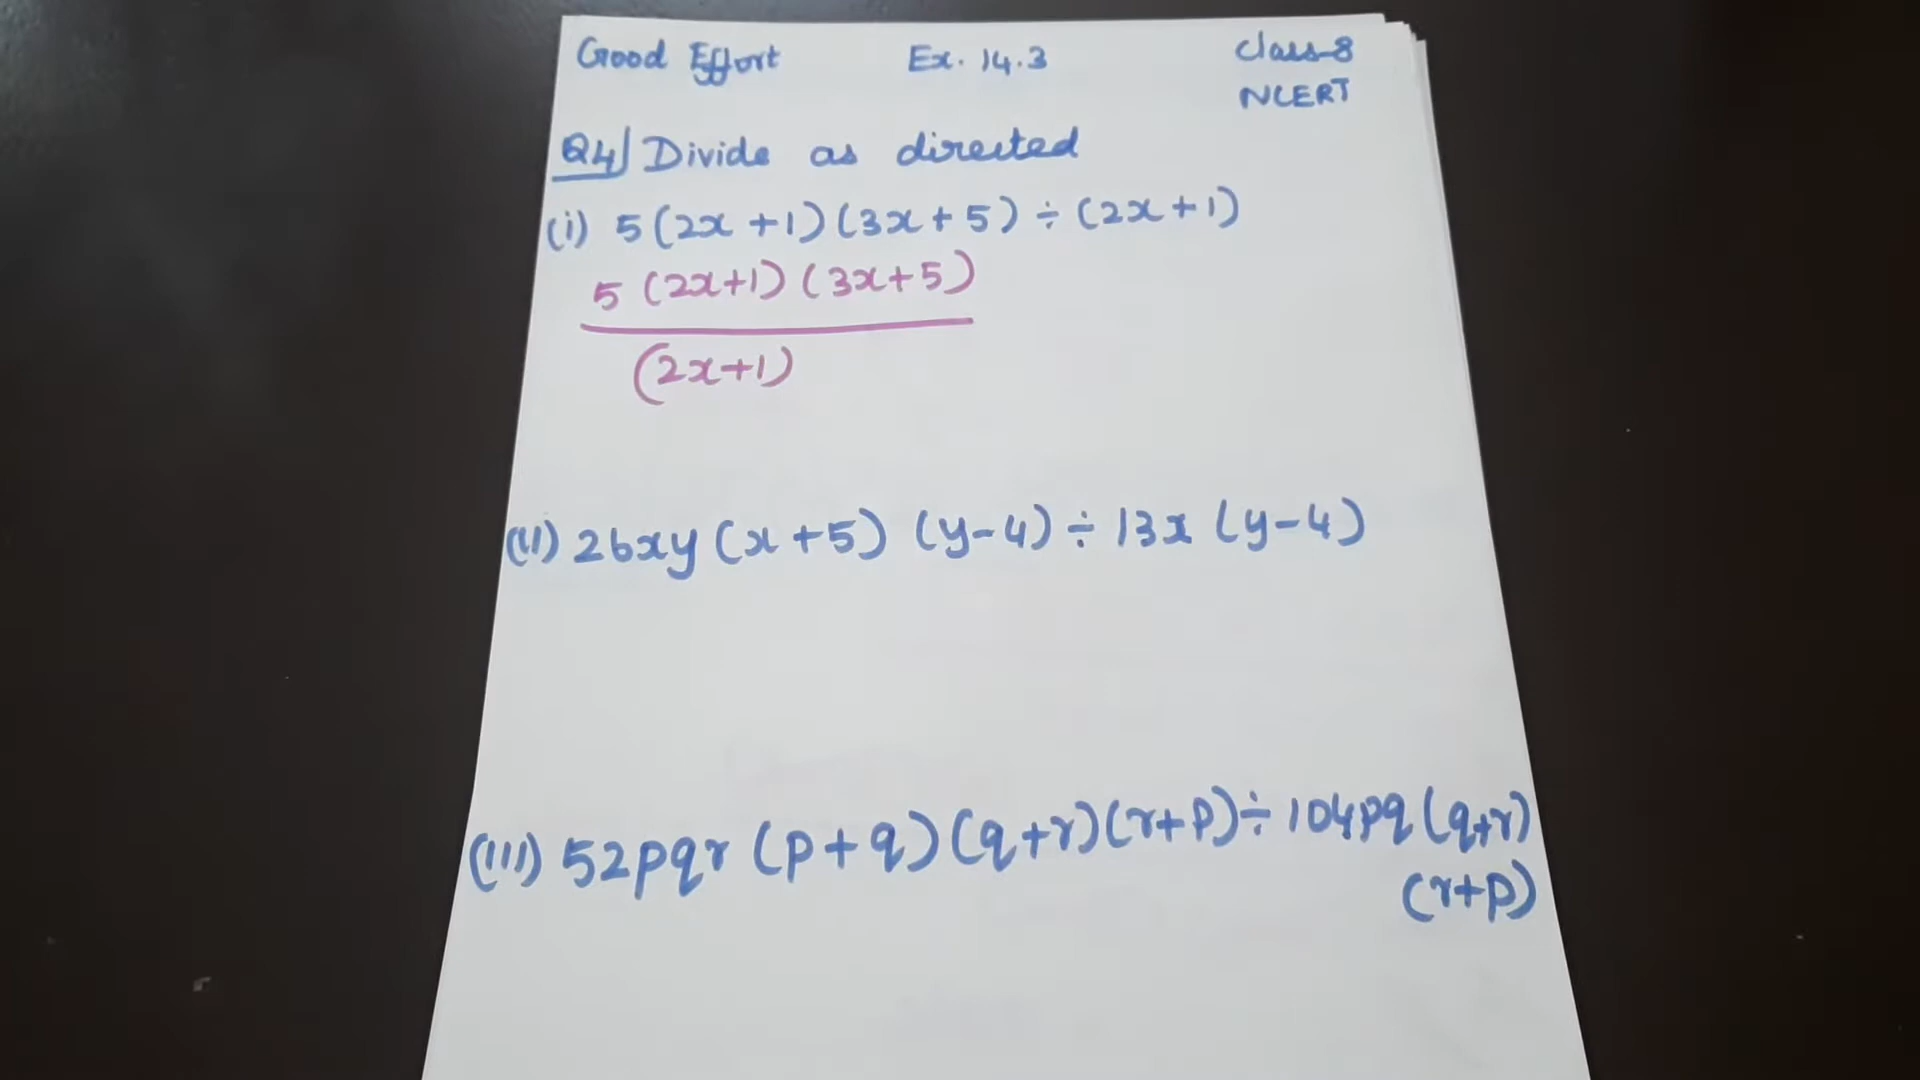 Good Effort Ex. 14.3 Class-8
NCERT
Q4) Divide as directed
(i) 5(2x+1)(3x+5) ÷ (2x+1)
5 (2x+1) (3x+5)
(2x+1)
(ii) 26xy (x+5) (y-4) ÷ 13x (y-4)
(iii) 52pqr (p+q) (q+r) (r+p) ÷ 104pq (q+r)
(r+p)